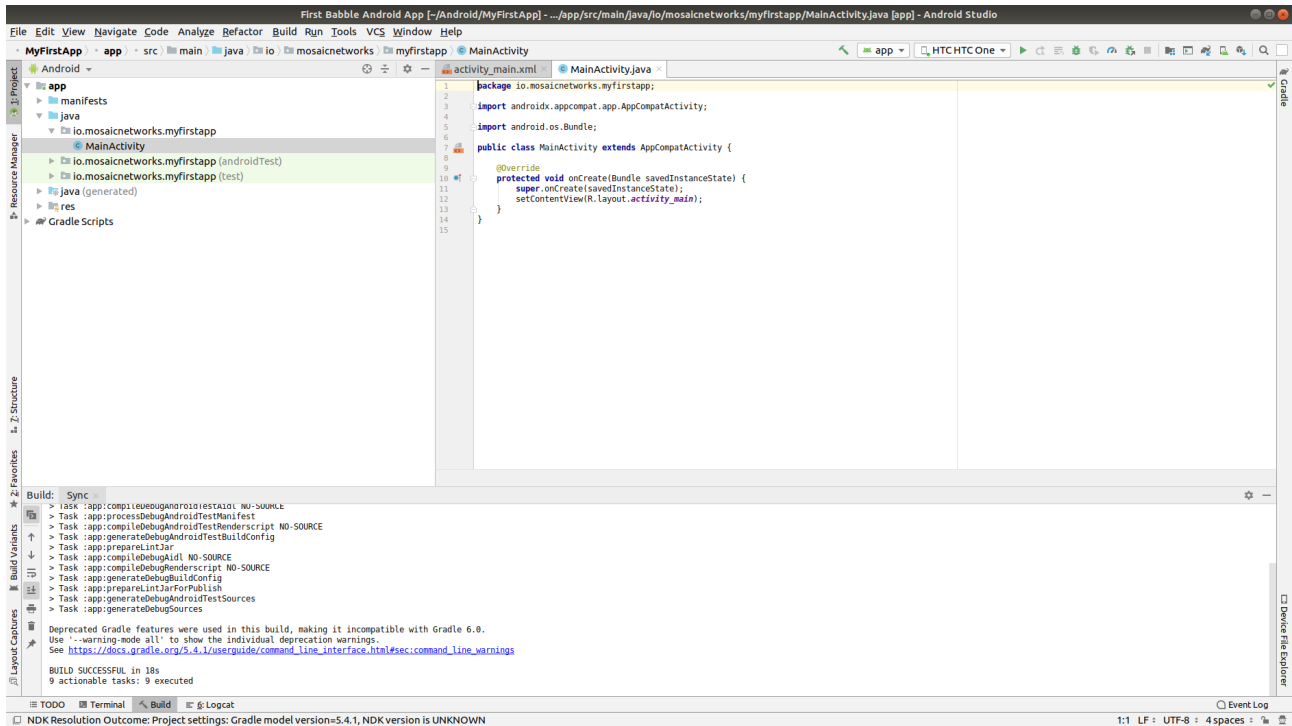 First Babble Android App [~/Android/MyFirstApp] - .../app/src/main/java/io/mosaicnetworks/myfirstapp/MainActivity.java [app] - Android Studio
File Edit View Navigate Code Analyze Refactor Build Run Tools VCS Window Help
MyFirstApp app src main java io mosaicnetworks myfirstapp MainActivity
app HTC HTC One
1: Project
Resource Manager
Z: Structure
2: Favorites
Build Variants
Layout Captures
Android
app
manifests
java
io.mosaicnetworks.myfirstapp
MainActivity
io.mosaicnetworks.myfirstapp (androidTest)
io.mosaicnetworks.myfirstapp (test)
java (generated)
res
Gradle Scripts
activity_main.xml MainActivity.java
1 package io.mosaicnetworks.myfirstapp;
2
3 import androidx.appcompat.app.AppCompatActivity;
4
5 import android.os.Bundle;
6
7 public class MainActivity extends AppCompatActivity {
8
9 @Override
10 protected void onCreate(Bundle savedInstanceState) {
11 super.onCreate(savedInstanceState);
12 setContentView(R.layout.activity_main);
13 }
14 }
15
Gradle
Device File Explorer
Build: Sync
> Task :app:compileDebugAndroidTestAidl NO-SOURCE
> Task :app:processDebugAndroidTestManifest
> Task :app:compileDebugAndroidTestRenderscript NO-SOURCE
> Task :app:generateDebugAndroidTestBuildConfig
> Task :app:prepareLintJar
> Task :app:compileDebugAidl NO-SOURCE
> Task :app:compileDebugRenderscript NO-SOURCE
> Task :app:generateDebugBuildConfig
> Task :app:prepareLintJarForPublish
> Task :app:generateDebugAndroidTestSources
> Task :app:generateDebugSources
Deprecated Gradle features were used in this build, making it incompatible with Gradle 6.0.
Use '--warning-mode all' to show the individual deprecation warnings.
See https://docs.gradle.org/5.4.1/userguide/command_line_interface.html#sec:command_line_warnings
BUILD SUCCESSFUL in 18s
9 actionable tasks: 9 executed
TODO Terminal Build 6: Logcat Event Log
NDK Resolution Outcome: Project settings: Gradle model version=5.4.1, NDK version is UNKNOWN 1:1 LF UTF-8 4 spaces